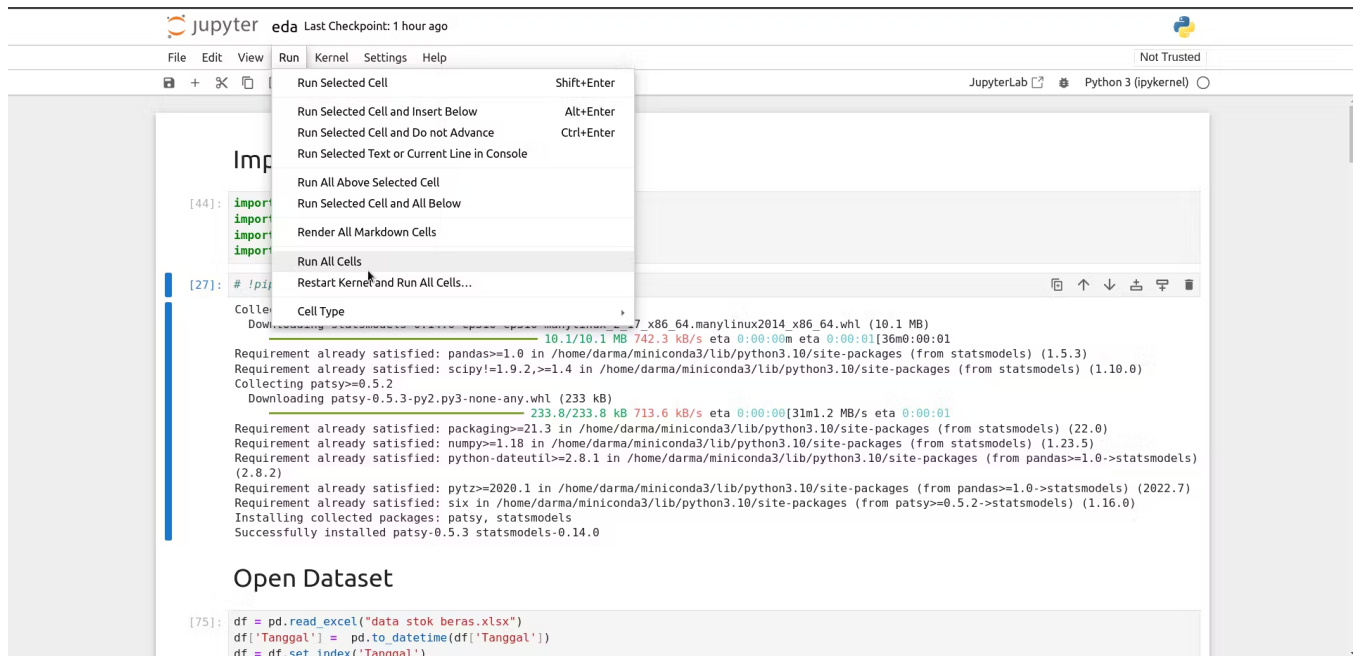 jupyter eda Last Checkpoint: 1 hour ago
File Edit View Run Kernel Settings Help Not Trusted
JupyterLab Python 3 (ipykernel)
Run Selected Cell Shift+Enter
Run Selected Cell and Insert Below Alt+Enter
Run Selected Cell and Do not Advance Ctrl+Enter
Run Selected Text or Current Line in Console
Run All Above Selected Cell
Run Selected Cell and All Below
Render All Markdown Cells
Run All Cells
Restart Kernel and Run All Cells...
Cell Type
Imp
[44]: impor
impor
impor
impor
[27]: # !pip
Colle
_x86_64.manylinux2014_x86_64.whl (10.1 MB)
10.1/10.1 MB 742.3 kB/s eta 0:00:00m eta 0:00:01[36m0:00:01
Requirement already satisfied: pandas>=1.0 in /home/darma/miniconda3/lib/python3.10/site-packages (from statsmodels) (1.5.3)
Requirement already satisfied: scipy!=1.9.2,>=1.4 in /home/darma/miniconda3/lib/python3.10/site-packages (from statsmodels) (1.10.0)
Collecting patsy>=0.5.2
Downloading patsy-0.5.3-py2.py3-none-any.whl (233 kB)
233.8/233.8 kB 713.6 kB/s eta 0:00:00[31m1.2 MB/s eta 0:00:01
Requirement already satisfied: packaging>=21.3 in /home/darma/miniconda3/lib/python3.10/site-packages (from statsmodels) (22.0)
Requirement already satisfied: numpy>=1.18 in /home/darma/miniconda3/lib/python3.10/site-packages (from statsmodels) (1.23.5)
Requirement already satisfied: python-dateutil>=2.8.1 in /home/darma/miniconda3/lib/python3.10/site-packages (from pandas>=1.0->statsmodels)
(2.8.2)
Requirement already satisfied: pytz>=2020.1 in /home/darma/miniconda3/lib/python3.10/site-packages (from pandas>=1.0->statsmodels) (2022.7)
Requirement already satisfied: six in /home/darma/miniconda3/lib/python3.10/site-packages (from patsy>=0.5.2->statsmodels) (1.16.0)
Installing collected packages: patsy, statsmodels
Successfully installed patsy-0.5.3 statsmodels-0.14.0
Open Dataset
[75]: df = pd.read_excel("data stok beras.xlsx")
df['Tanggal'] = pd.to_datetime(df['Tanggal'])
df = df.set_index('Tanggal')